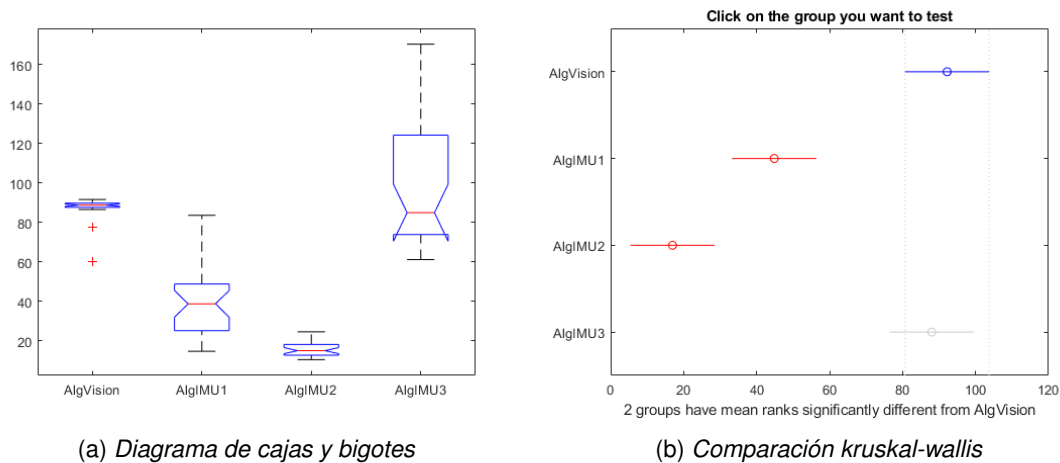 160
140
120
100
80
60
40
20
AlgVision
AlgIMU1
AlgIMU2
AlgIMU3
(a) Diagrama de cajas y bigotes
Click on the group you want to test
AlgVision
AlgIMU1
AlgIMU2
AlgIMU3
0
20
40
60
80
100
120
2 groups have mean ranks significantly different from AlgVision
(b) Comparación kruskal-wallis